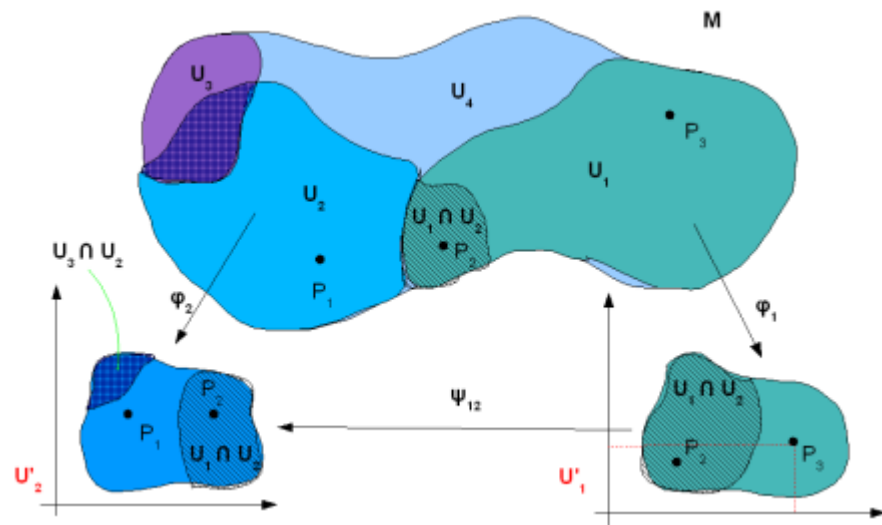 M
U₃
U₄
P₃
U₁
U₂
U₁ ∩ U₂
P₂
P₁
U₃ ∩ U₂
φ₂
φ₁
ψ₁₂
P₂
P₁
U₁ ∩ U₂
U'₂
U₁ ∩ U₂
P₂
P₃
U'₁